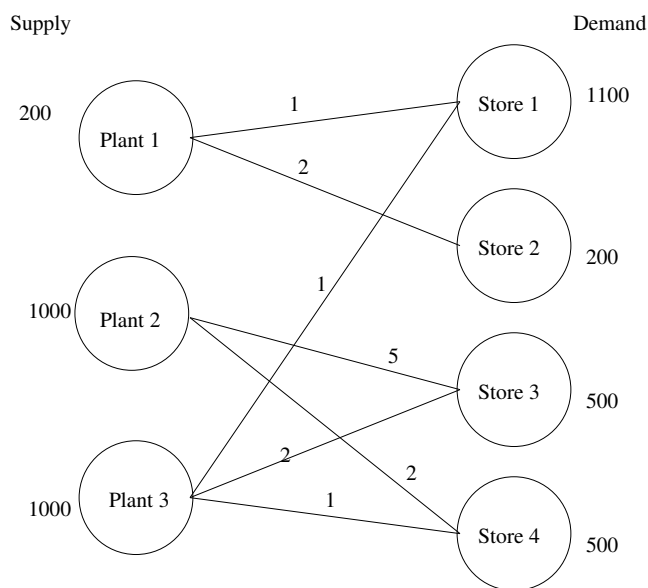 Supply
Demand
200
Plant 1
1
Store 1
1100
2
Store 2
200
1
1000
Plant 2
5
Store 3
500
2
2
1000
Plant 3
1
Store 4
500